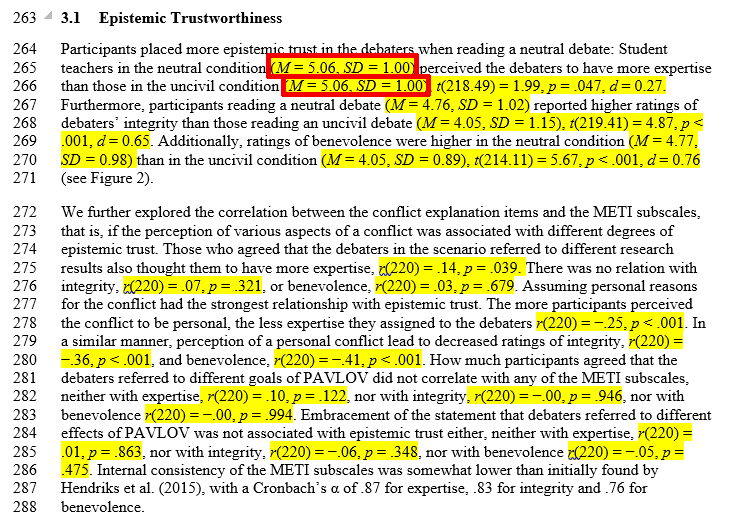 263 3.1 Epistemic Trustworthiness
264 Participants placed more epistemic trust in the debaters when reading a neutral debate: Student
265 teachers in the neutral condition (M = 5.06, SD = 1.00) perceived the debaters to have more expertise
266 than those in the uncivil condition (M = 5.06, SD = 1.00), t(218.49) = 1.99, p = .047, d = 0.27.
267 Furthermore, participants reading a neutral debate (M = 4.76, SD = 1.02) reported higher ratings of
268 debaters’ integrity than those reading an uncivil debate (M = 4.05, SD = 1.15), t(219.41) = 4.87, p <
269 .001, d = 0.65. Additionally, ratings of benevolence were higher in the neutral condition (M = 4.77,
270 SD = 0.98) than in the uncivil condition (M = 4.05, SD = 0.89), t(214.11) = 5.67, p < .001, d = 0.76
271 (see Figure 2).
272 We further explored the correlation between the conflict explanation items and the METI subscales,
273 that is, if the perception of various aspects of a conflict was associated with different degrees of
274 epistemic trust. Those who agreed that the debaters in the scenario referred to different research
275 results also thought them to have more expertise, r(220) = .14, p = .039. There was no relation with
276 integrity, r(220) = .07, p = .321, or benevolence, r(220) = .03, p = .679. Assuming personal reasons
277 for the conflict had the strongest relationship with epistemic trust. The more participants perceived
278 the conflict to be personal, the less expertise they assigned to the debaters r(220) = −.25, p < .001. In
279 a similar manner, perception of a personal conflict lead to decreased ratings of integrity, r(220) =
280 −.36, p < .001, and benevolence, r(220) = −.41, p < .001. How much participants agreed that the
281 debaters referred to different goals of PAVLOV did not correlate with any of the METI subscales,
282 neither with expertise, r(220) = .10, p = .122, nor with integrity, r(220) = −.00, p = .946, nor with
283 benevolence r(220) = −.00, p = .994. Embracement of the statement that debaters referred to different
284 effects of PAVLOV was not associated with epistemic trust either, neither with expertise, r(220) =
285 .01, p = .863, nor with integrity, r(220) = −.06, p = .348, nor with benevolence r(220) = −.05, p =
286 .475. Internal consistency of the METI subscales was somewhat lower than initially found by
287 Hendriks et al. (2015), with a Cronbach’s α of .87 for expertise, .83 for integrity and .76 for
288 benevolence.